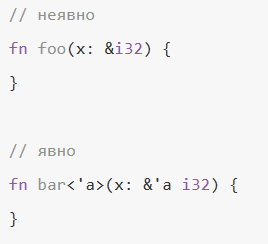 // неявно
fn foo(x: &i32) {
}
// явно
fn bar<'a>(x: &'a i32) {
}